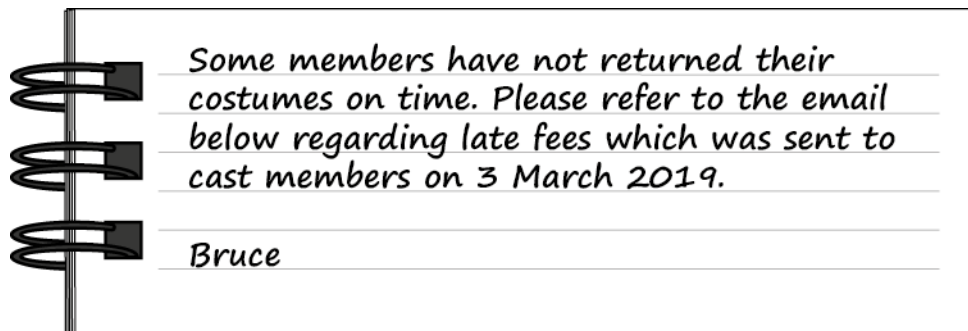 Some members have not returned their
costumes on time. Please refer to the email
below regarding late fees which was sent to
cast members on 3 March 2019.
Bruce